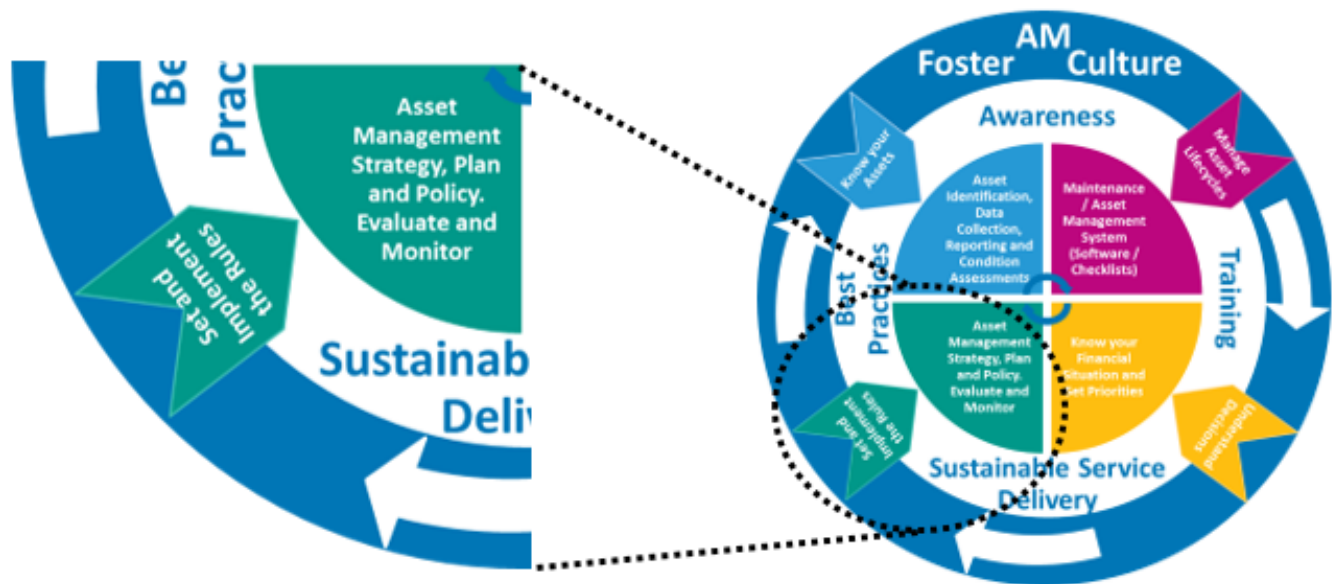 Be
Prac
Asset
Management
Strategy, Plan
and Policy.
Evaluate and
Monitor
Set and
Implement
the Rules
Sustainab
Deli
AM
Foster Culture
Awareness
Know your
Assets
Manage
Asset
Lifecycles
Asset
Identification,
Data
Collection,
Reporting and
Condition
Assessments
Maintenance
/ Asset
Management
System
(Software /
Checklists)
Best
Practices
Training
Asset
Management
Strategy, Plan
and Policy.
Evaluate and
Monitor
Know your
Financial
Situation and
Set Priorities
Set and
Implement
the Rules
Understand
Decisions
Sustainable Service
Delivery